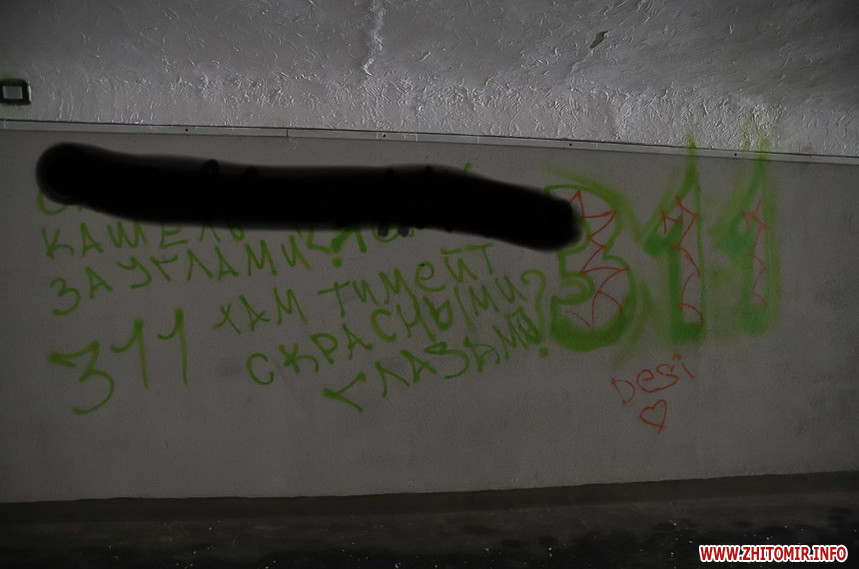 КАШЕЛЬ
ЗА УГЛАМИ?
311
ХАМ ТИМЕЙТ
С КРАСНЫМИ
ГЛАЗАМИ?
311
Desi
WWW.ZHITOMIR.INFO